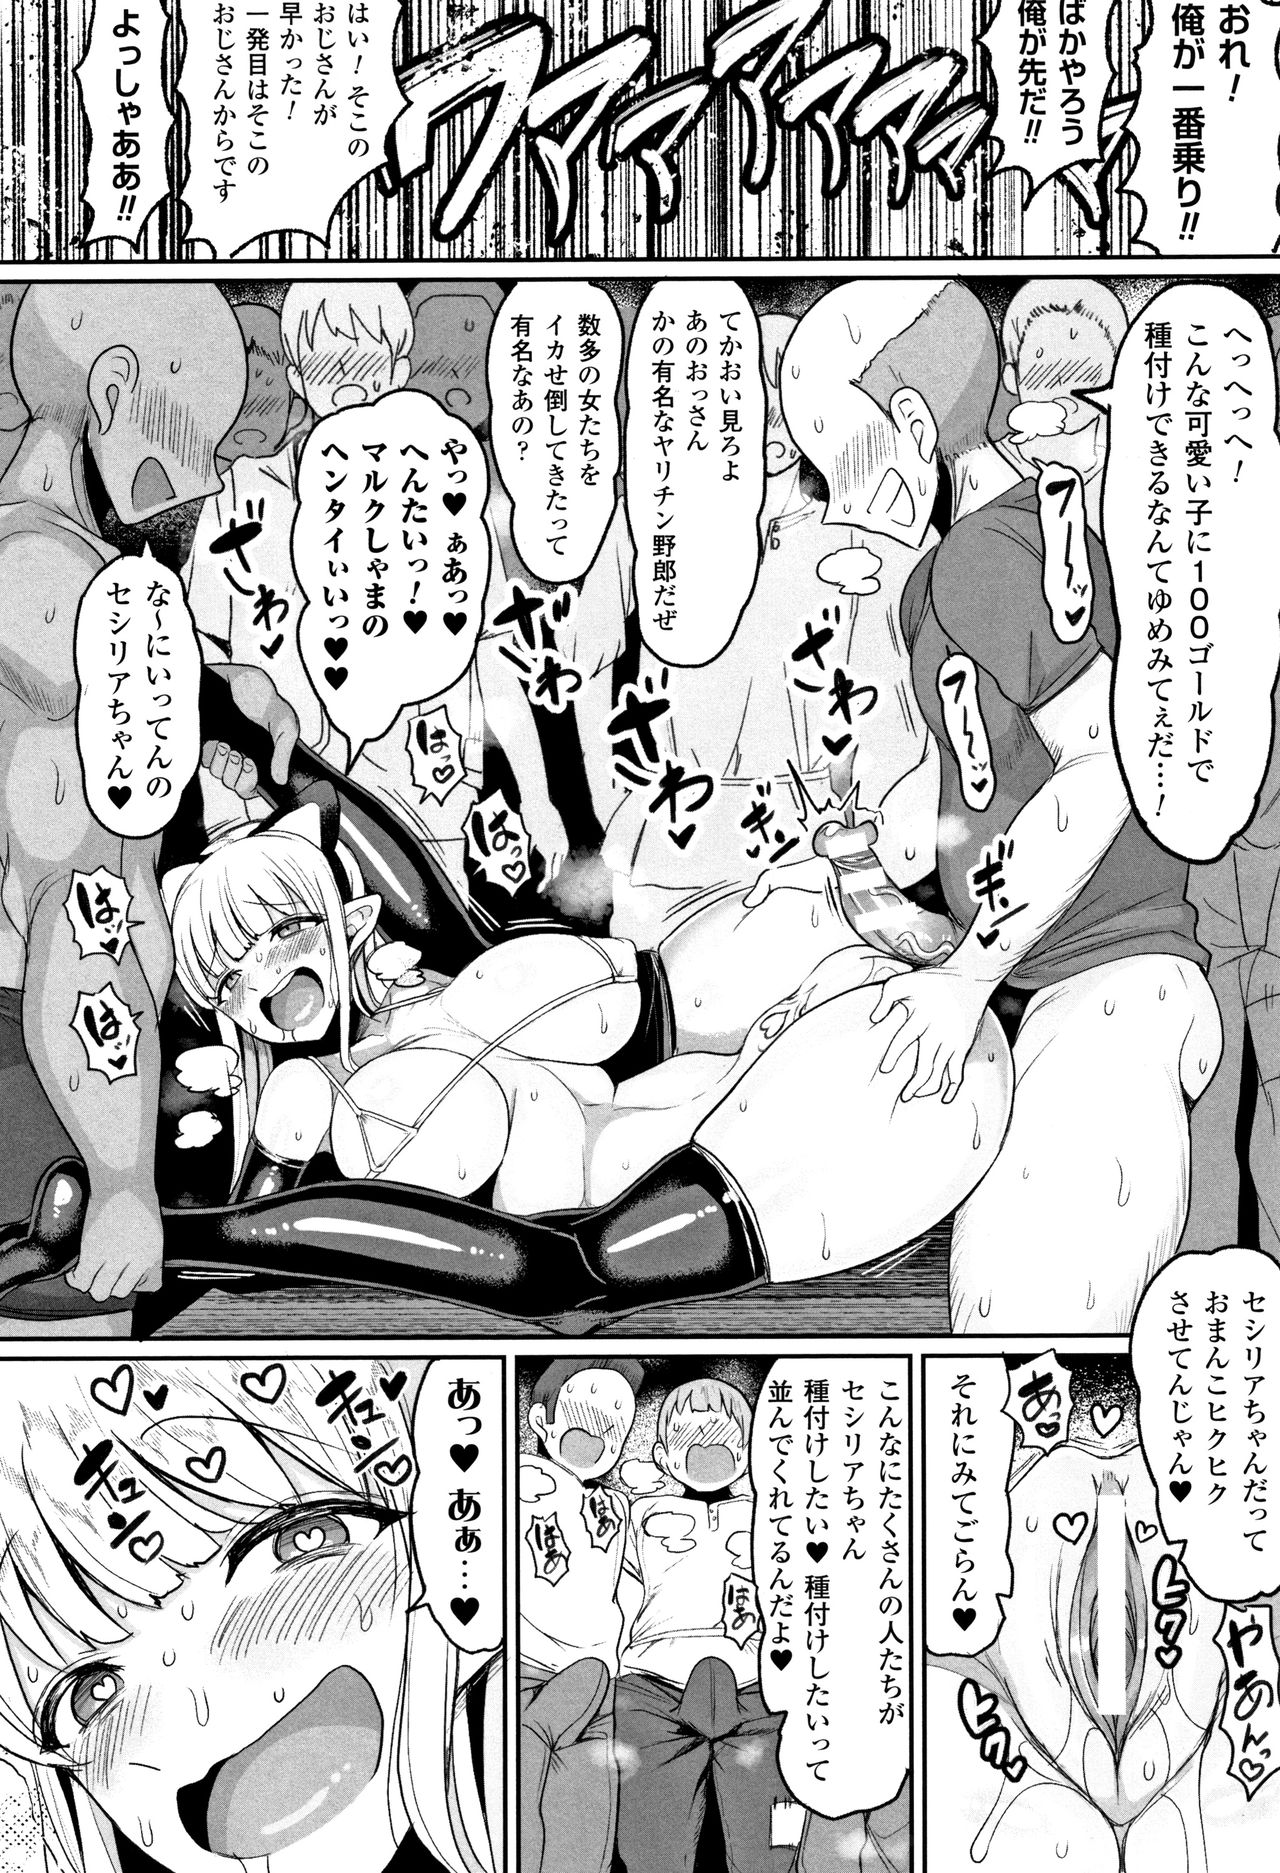 おれ！
俺が一番乗り!!
ばかやろう
俺が先だ!!
ワアアアアアアア
はい！そこの
おじさんが
早かった！
一発目はそこの
おじさんからです
よっしゃああ!!
へっへっへ！
こんな可愛い子に100ゴールドで
種付けできるなんてゆめみてぇだ…！
フ～～ッ
フ～～ッ
てかおい見ろよ
あのおっさん
かの有名なヤリチン野郎だぜ
数多の女たちを
イカせ倒してきたって
有名なあの？
やっ♥ぁあっ♥
へんたいっ！♥
マルクしゃまの
ヘンタイぃいっ♥♥
な～にいってんの
セシリアちゃん♥
ざわ
ざわ
ざわ
ざわ
ざわ♥
ギ!
ギ!
はっ♡
はっ♡
は♥
は♥
セシリアちゃんだって
おまんこヒクヒク
させてんじゃん♥
それにみてごらん♥
あっ♥
やあん♡
ヒク♡
ヒク♡
こんなにたくさんの人たちが
セシリアちゃん
種付けしたい♥種付けしたいって
並んでくれてるんだよ♥
はあ
はあ
はあ
あっ♥あぁ…♥
キュン♡
キュン♡